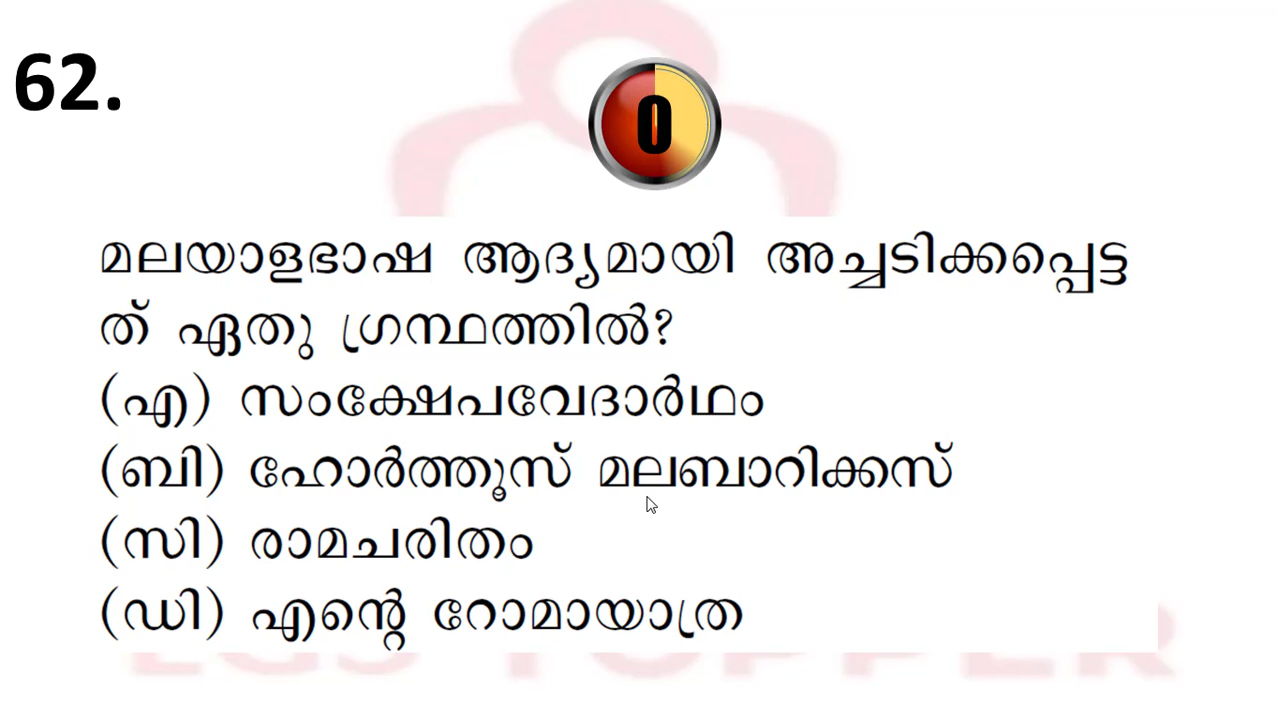 62.
0
മലയാളഭാഷ ആദ്യമായി അച്ചടിക്കപ്പെട്ട
ത് ഏതു ഗ്രന്ഥത്തിൽ?
(എ) സംക്ഷേപവേദാർഥം
(ബി) ഹോർത്തൂസ് മലബാറിക്കസ്
(സി) രാമചരിതം
(ഡി) എന്റെ റോമായാത്ര